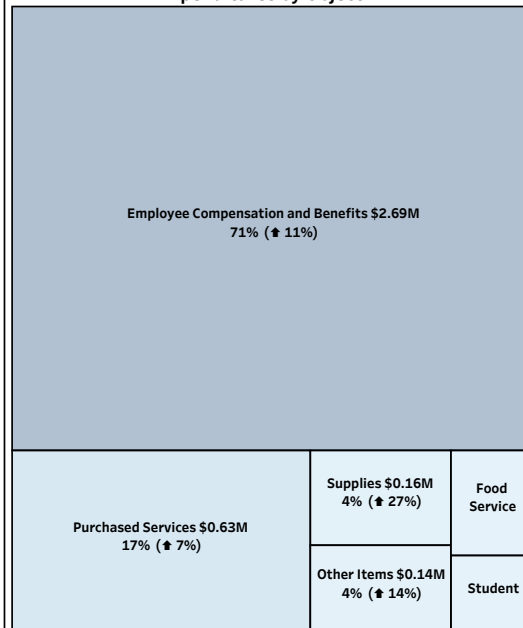 Employee Compensation and Benefits $2.69M
71% (⬆ 11%)
Purchased Services $0.63M
17% (⬆ 7%)
Supplies $0.16M
4% (⬆ 27%)
Other Items $0.14M
4% (⬆ 14%)
Food
Service
Student